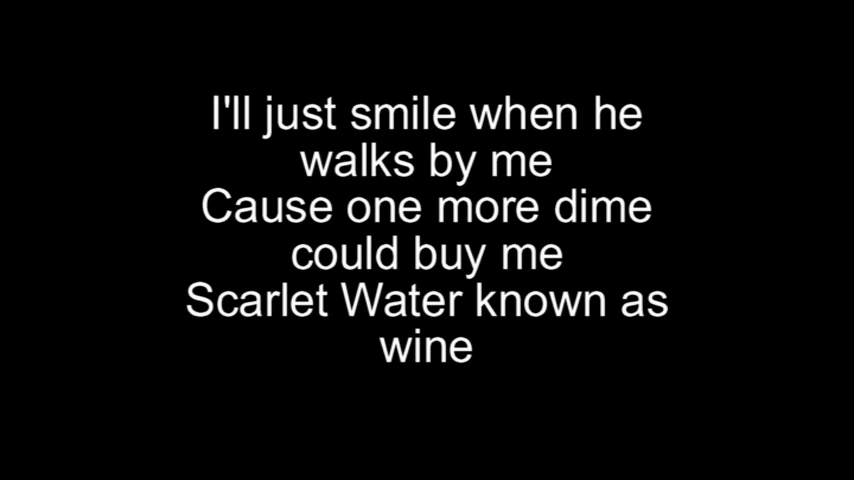 I'll just smile when he
walks by me
Cause one more dime
could buy me
Scarlet Water known as
wine